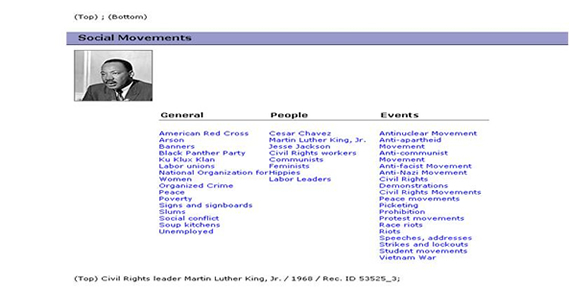 (Top) ; (Bottom)
Social Movements
General People Events
American Red Cross Cesar Chavez Antinuclear Movement
Arson Martin Luther King, Jr. Anti-apartheid
Banners Jesse Jackson Movement
Black Panther Party Civil Rights workers Anti-communist
Ku Klux Klan Communists Movement
Labor unions Feminists Anti-facist Movement
National Organization for Hippies Anti-Nazi Movement
Women Labor Leaders Civil Rights
Organized Crime Demonstrations
Peace Civil Rights Movements
Poverty Peace movements
Signs and signboards Picketing
Slums Prohibition
Social conflict Protest movements
Soup kitchens Race riots
Unemployed Riots
Speeches, addresses
Strikes and lockouts
Student movements
Vietnam War
(Top) Civil Rights leader Martin Luther King, Jr. / 1968 / Rec. ID 53525_3;